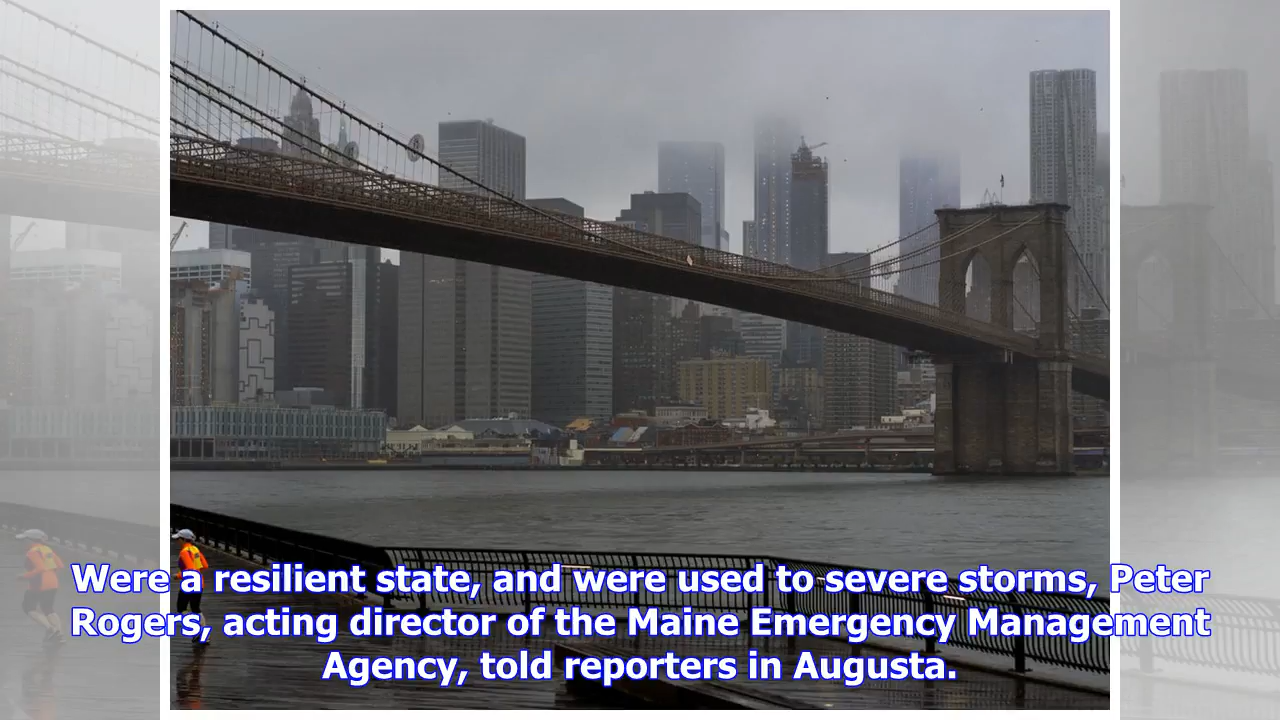 Were a resilient state, and were used to severe storms, Peter
Rogers, acting director of the Maine Emergency Management
Agency, told reporters in Augusta.